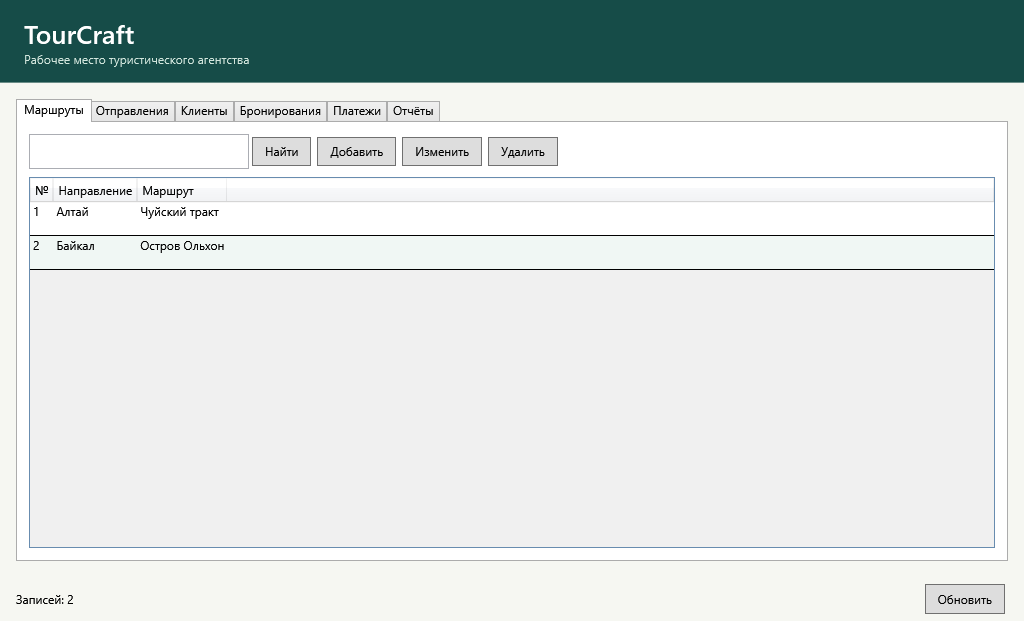 TourCraft
Рабочее место туристического агентства
Маршруты Отправления Клиенты Бронирования Платежи Отчёты
Найти Добавить Изменить Удалить
№ Направление Маршрут
1 Алтай Чуйский тракт
2 Байкал Остров Ольхон
Записей: 2 Обновить